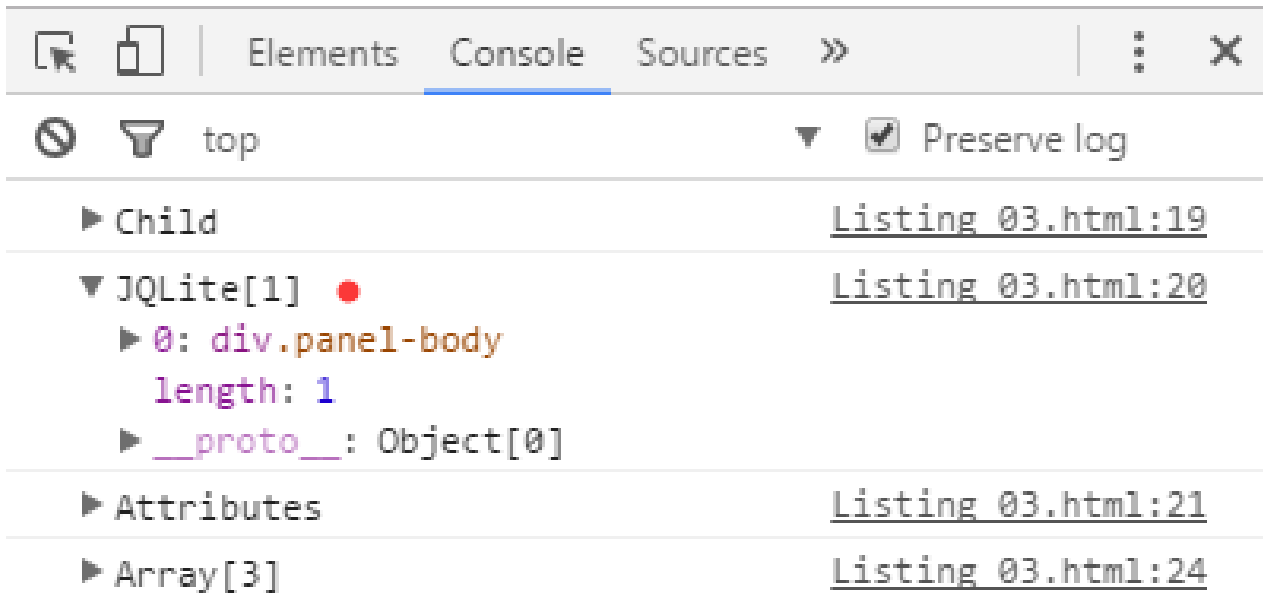 Elements Console Sources »
top Preserve log
Child Listing 03.html:19
JQLite[1] Listing 03.html:20
0: div.panel-body
length: 1
__proto__: Object[0]
Attributes Listing 03.html:21
Array[3] Listing 03.html:24